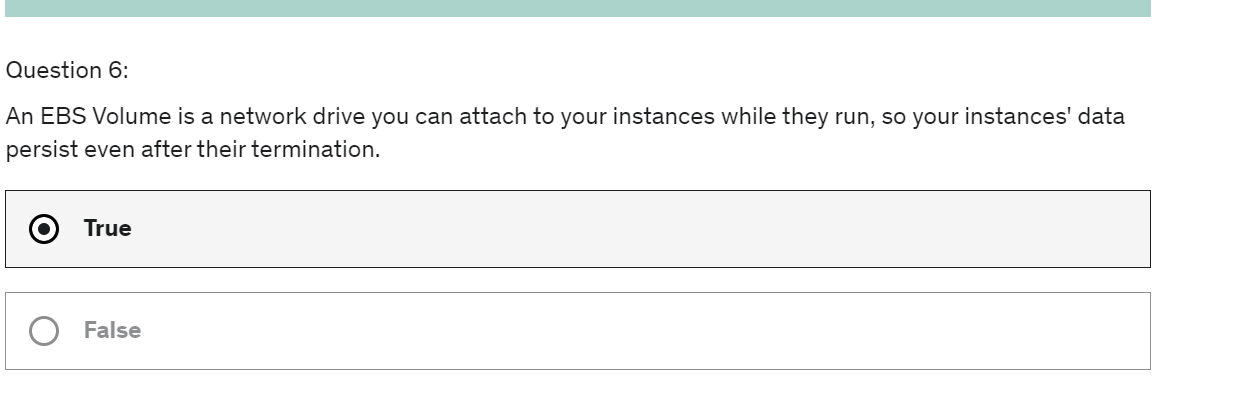 Question 6:
An EBS Volume is a network drive you can attach to your instances while they run, so your instances' data
persist even after their termination.
True
False